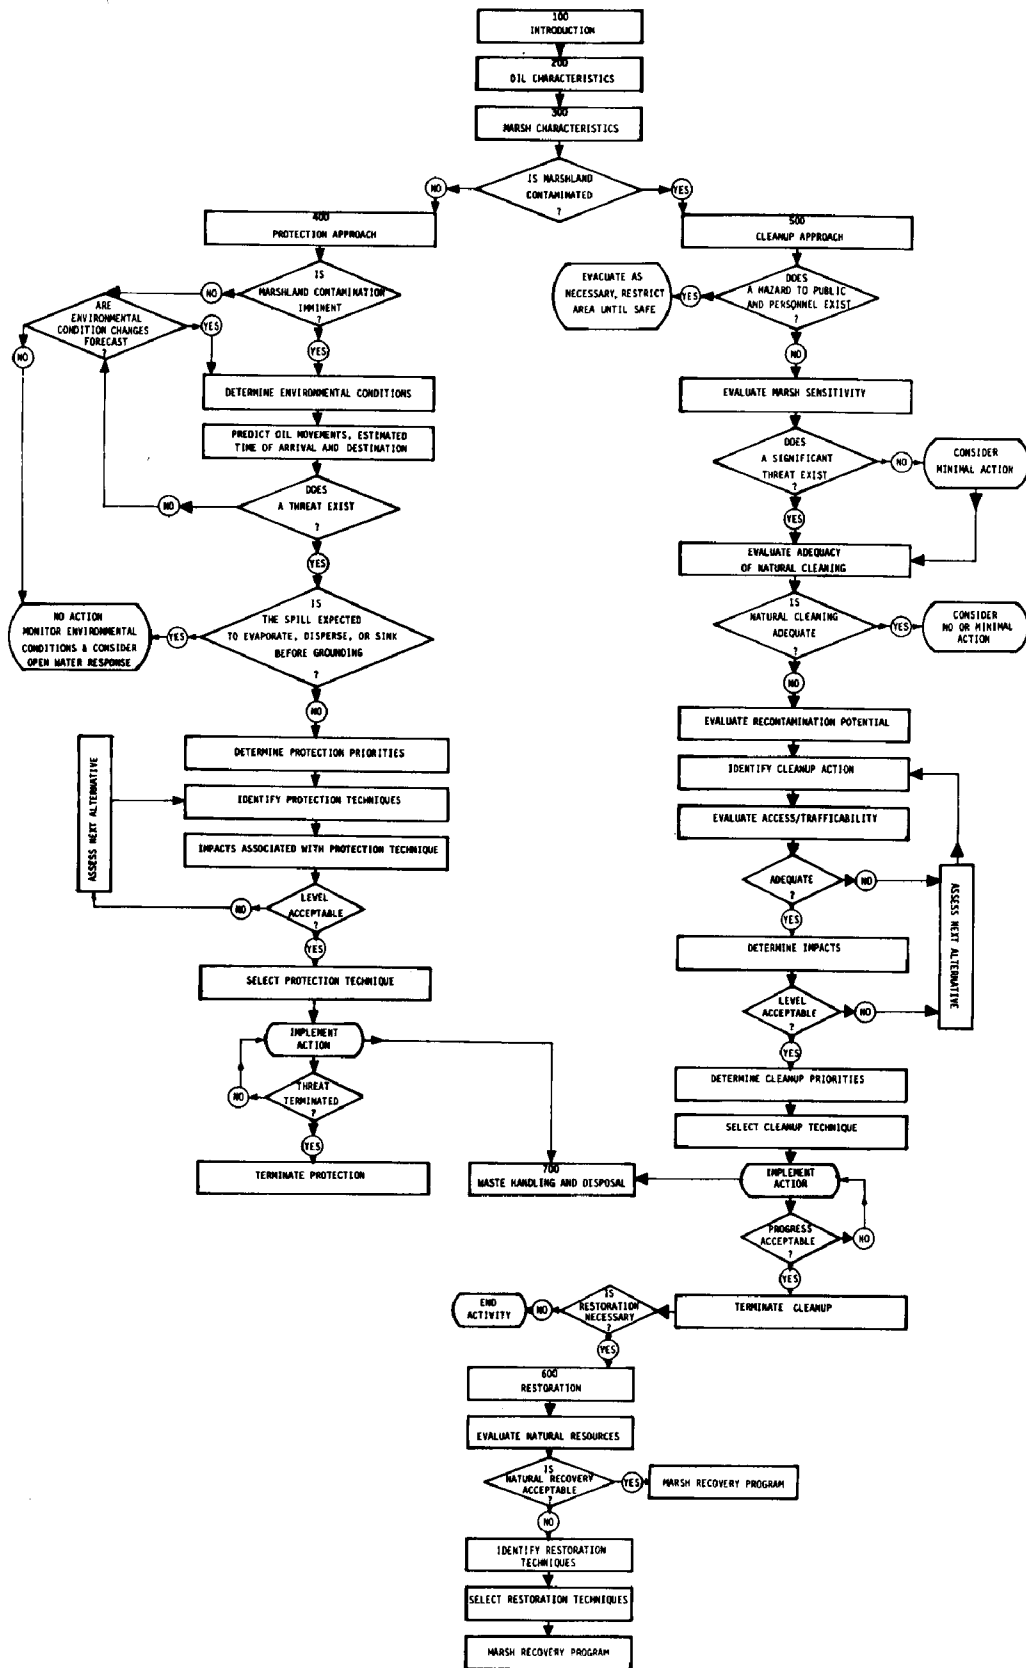 100
INTRODUCTION
200
OIL CHARACTERISTICS
300
MARSH CHARACTERISTICS
IS MARSHLAND
CONTAMINATED
?
NO
YES
400
PROTECTION APPROACH
IS
MARSHLAND CONTAMINATION
IMMINENT
?
NO
YES
ARE
ENVIRONMENTAL
CONDITION CHANGES
FORECAST
?
YES
NO
DETERMINE ENVIRONMENTAL CONDITIONS
PREDICT OIL MOVEMENTS, ESTIMATED
TIME OF ARRIVAL AND DESTINATION
DOES
A THREAT EXIST
?
NO
YES
IS
THE SPILL EXPECTED
TO EVAPORATE, DISPERSE, OR SINK
BEFORE GROUNDING
?
YES
NO ACTION
MONITOR ENVIRONMENTAL
CONDITIONS & CONSIDER
OPEN WATER RESPONSE
NO
DETERMINE PROTECTION PRIORITIES
IDENTIFY PROTECTION TECHNIQUES
IMPACTS ASSOCIATED WITH PROTECTION TECHNIQUE
ASSESS NEXT ALTERNATIVE
LEVEL
ACCEPTABLE
?
NO
YES
SELECT PROTECTION TECHNIQUE
IMPLEMENT
ACTION
THREAT
TERMINATED
?
NO
YES
TERMINATE PROTECTION
500
CLEANUP APPROACH
DOES
A HAZARD TO PUBLIC
AND PERSONNEL EXIST
?
YES
EVACUATE AS
NECESSARY, RESTRICT
AREA UNTIL SAFE
NO
EVALUATE MARSH SENSITIVITY
DOES
A SIGNIFICANT
THREAT EXIST
?
NO
CONSIDER
MINIMAL ACTION
YES
EVALUATE ADEQUACY
OF NATURAL CLEANING
IS
NATURAL CLEANING
ADEQUATE
?
YES
CONSIDER
NO OR MINIMAL
ACTION
NO
EVALUATE RECONTAMINATION POTENTIAL
IDENTIFY CLEANUP ACTION
EVALUATE ACCESS/TRAFFICABILITY
ADEQUATE
?
NO
YES
ASSESS NEXT ALTERNATIVE
DETERMINE IMPACTS
LEVEL
ACCEPTABLE
?
NO
YES
DETERMINE CLEANUP PRIORITIES
SELECT CLEANUP TECHNIQUE
IMPLEMENT
ACTION
700
WASTE HANDLING AND DISPOSAL
PROGRESS
ACCEPTABLE
?
NO
YES
TERMINATE CLEANUP
IS
RESTORATION
NECESSARY
?
NO
END
ACTIVITY
YES
600
RESTORATION
EVALUATE NATURAL RESOURCES
IS
NATURAL RECOVERY
ACCEPTABLE
?
YES
MARSH RECOVERY PROGRAM
NO
IDENTIFY RESTORATION
TECHNIQUES
SELECT RESTORATION TECHNIQUES
MARSH RECOVERY PROGRAM